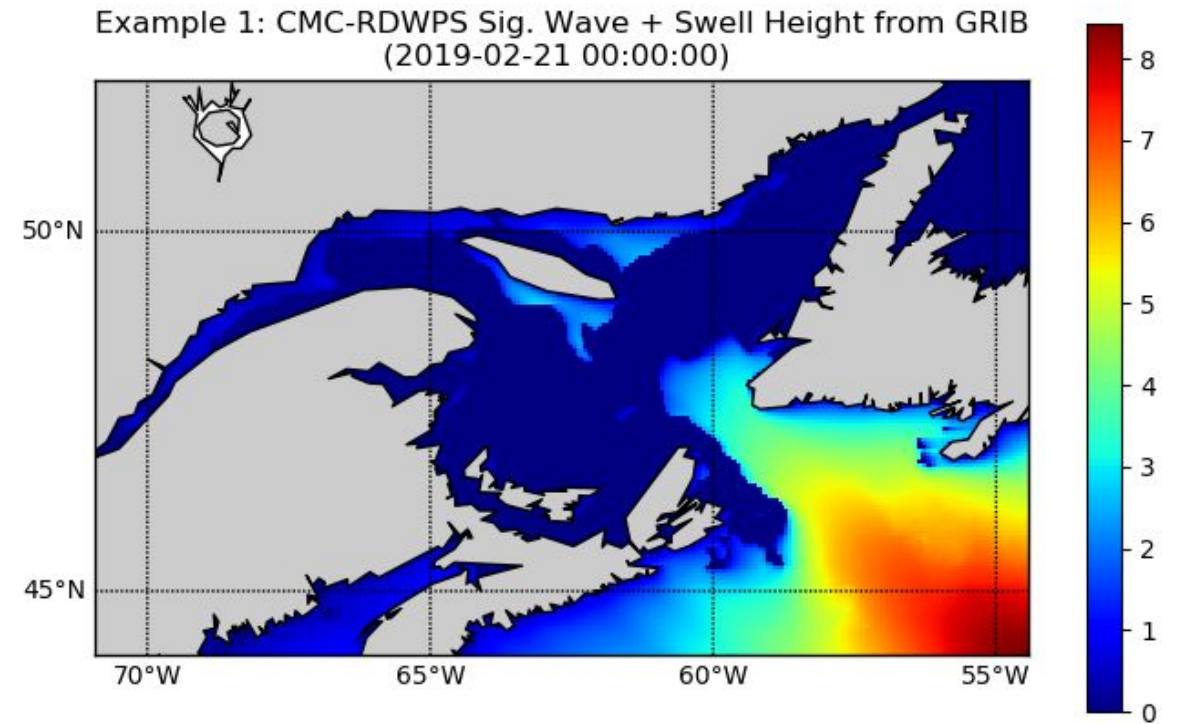 Example 1: CMC-RDWPS Sig. Wave + Swell Height from GRIB
(2019-02-21 00:00:00)
8
7
6
5
4
3
2
1
0
50°N
45°N
70°W
65°W
60°W
55°W